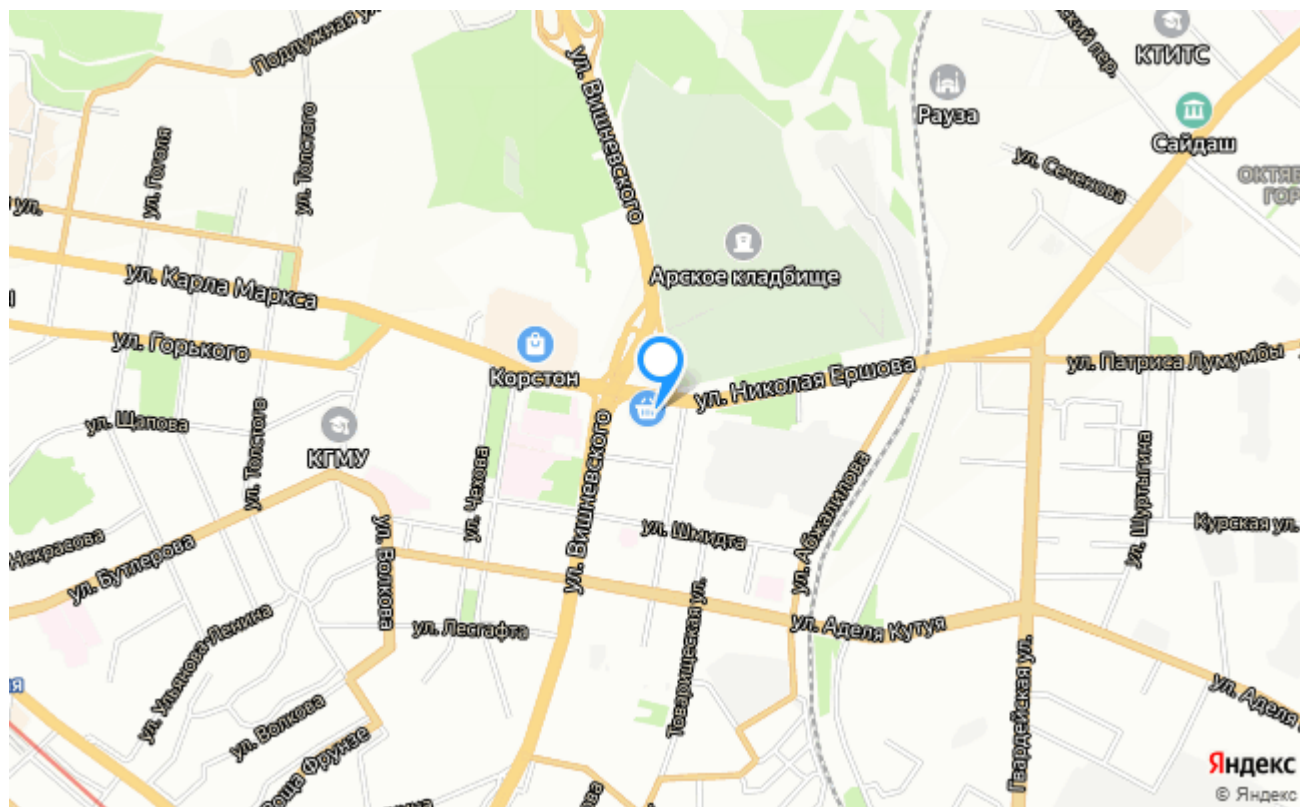 Подлужная ул.
ул. Гоголя
ул. Толстого
ул. Вишневского
КТИТС
Рауза
Сайдаш
ул. Сеченова
ул.
ул. Карла Маркса
Арское кладбище
ул. Горького
Корстон
ул. Николая Ершова
ул. Патриса Лумумбы
ул. Щапова
КГМУ
ул. Толстого
ул. Чехова
ул. Вишневского
ул. Шмидта
ул. Абжалилова
ул. Шуртыгина
Курская ул.
Некрасова
ул. Бутлерова
ул. Волкова
ул. Лесгафта
Товарищеская ул.
ул. Аделя Кутуя
Гвардейская ул.
ул. Аделя
ул. Ульянова-Ленина
ул. Волкова
Фрунзе
Яндекс
© Яндекс